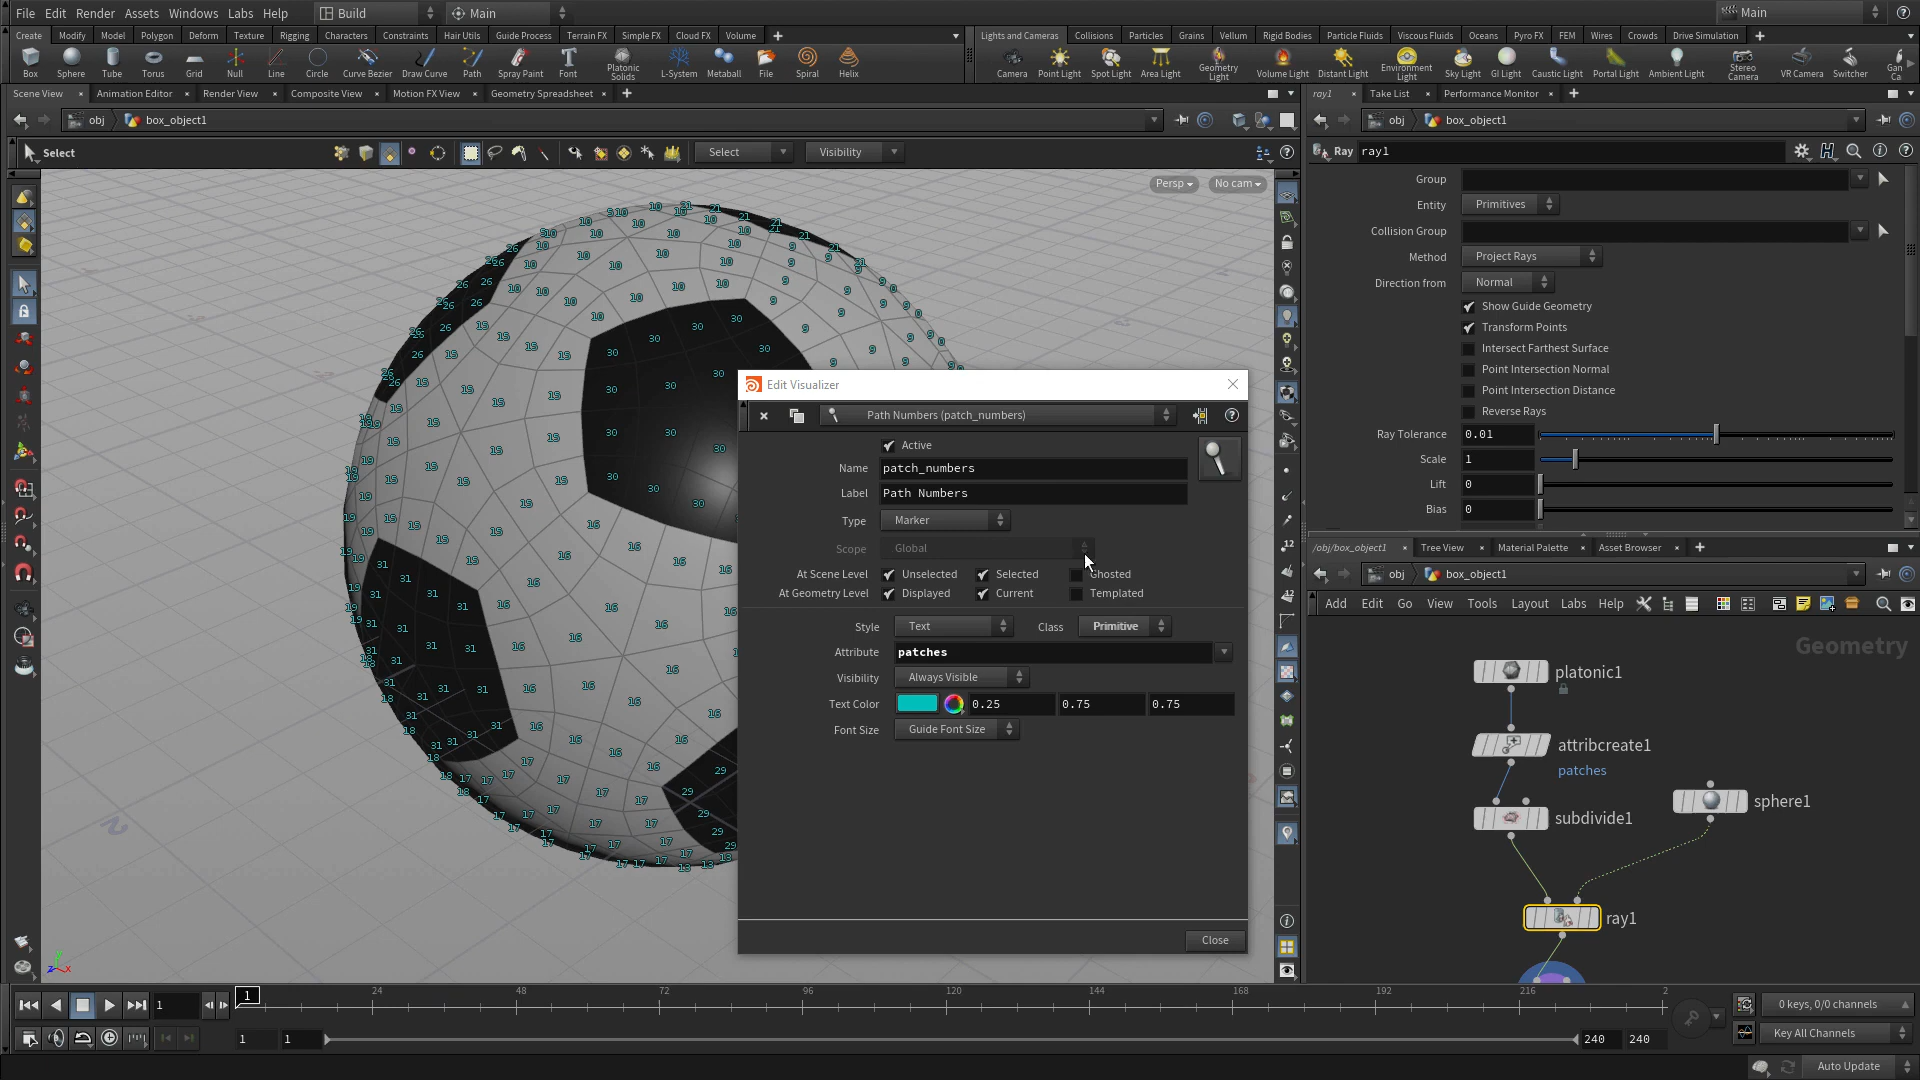 File Edit Render Assets Windows Labs Help Build Main Main
Create Modify Model Polygon Deform Texture Rigging Characters Constraints Hair Utils Guide Process Terrain FX Simple FX Cloud FX Volume
Lights and Cameras Collisions Particles Grains Vellum Rigid Bodies Particle Fluids Viscous Fluids Oceans Pyro FX FEM Wires Crowds Drive Simulation
Box Sphere Tube Torus Grid Null Line Circle Curve Bezier Draw Curve Path Spray Paint Font Platonic Solids L-System Metaball File Spiral Helix
Camera Point Light Spot Light Area Light Geometry Light Volume Light Distant Light Environment Light Sky Light GI Light Caustic Light Portal Light Ambient Light Stereo Camera VR Camera Switcher Gan Ca
Scene View Animation Editor Render View Composite View Motion FX View Geometry Spreadsheet
ray1 Take List Performance Monitor
obj box_object1
obj box_object1
Select Select Visibility
Ray ray1
Persp No cam
Group
Entity Primitives
Collision Group
Method Project Rays
Direction from Normal
Show Guide Geometry
Transform Points
Intersect Farthest Surface
Point Intersection Normal
Point Intersection Distance
Reverse Rays
Ray Tolerance 0.01
Scale 1
Lift 0
Bias 0
Edit Visualizer
Path Numbers (patch_numbers)
Active
Name patch_numbers
Label Path Numbers
Type Marker
Scope Global
At Scene Level Unselected Selected Ghosted
At Geometry Level Displayed Current Templated
Style Text Class Primitive
Attribute patches
Visibility Always Visible
Text Color 0.25 0.75 0.75
Font Size Guide Font Size
Close
/obj/box_object1 Tree View Material Palette Asset Browser
obj box_object1
Add Edit Go View Tools Layout Labs Help
Geometry
platonic1
attribcreate1
patches
sphere1
subdivide1
ray1
1 1 24 48 72 96 120 144 168 192 216 2
0 keys, 0/0 channels
1 1 240 240
Key All Channels
Auto Update